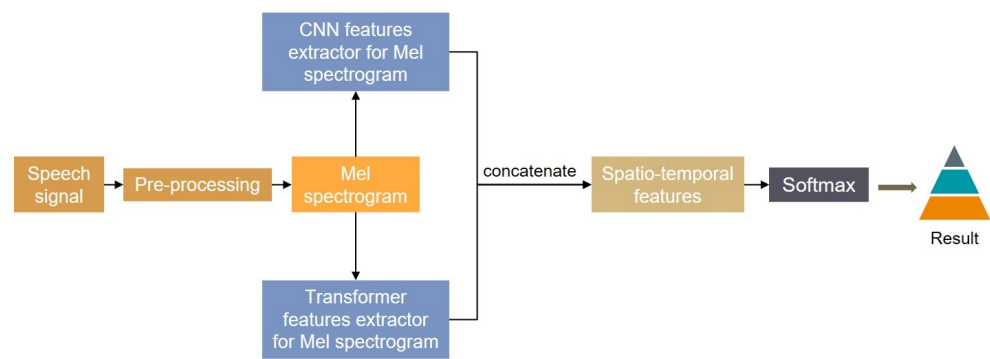 CNN features
extractor for Mel
spectrogram
Speech
signal
Pre-processing
Mel
spectrogram
concatenate
Spatio-temporal
features
Softmax
Result
Transformer
features extractor
for Mel spectrogram